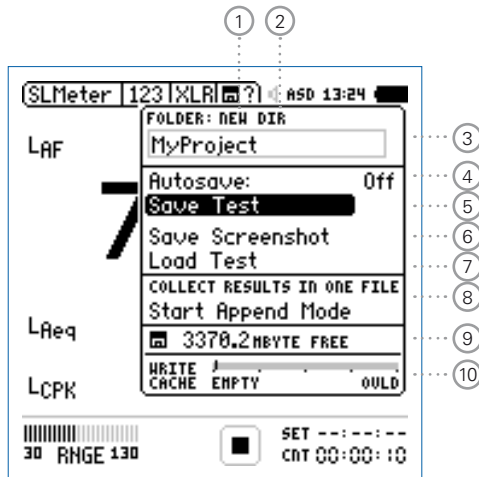 1 2
SLMeter 123 XLR ? ASD 13:24
FOLDER: NEW DIR
MyProject
3
LAF
Autosave: Off
4
Save Test
5
Save Screenshot
6
Load Test
7
COLLECT RESULTS IN ONE FILE
Start Append Mode
8
LAeq
3370.2 MBYTE FREE
9
WRITE CACHE EMPTY OVLD
10
LCPK
30 RNGE 130
SET --:--:--
CNT 00:00:10